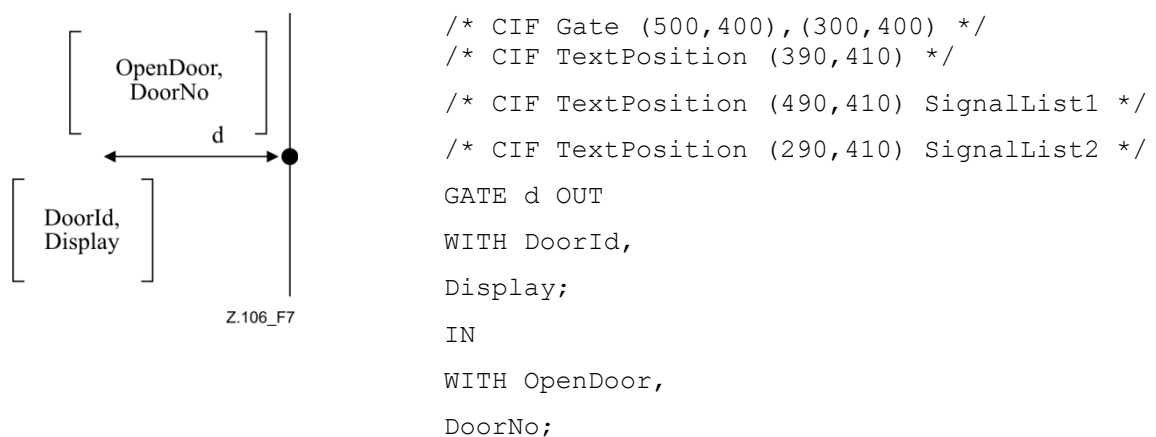 OpenDoor,
DoorNo
d
DoorId,
Display
Z.106_F7
/* CIF Gate (500,400),(300,400) */
/* CIF TextPosition (390,410) */
/* CIF TextPosition (490,410) SignalList1 */
/* CIF TextPosition (290,410) SignalList2 */
GATE d OUT
WITH DoorId,
Display;
IN
WITH OpenDoor,
DoorNo;